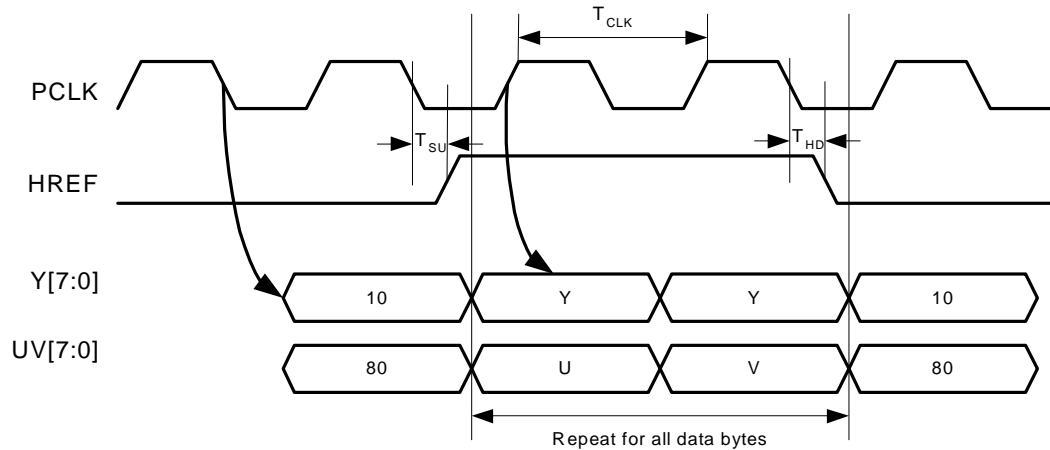 T CLK
PCLK
T SU
T HD
HREF
Y[7:0]
10
Y
Y
10
UV[7:0]
80
U
V
80
Repeat for all data bytes